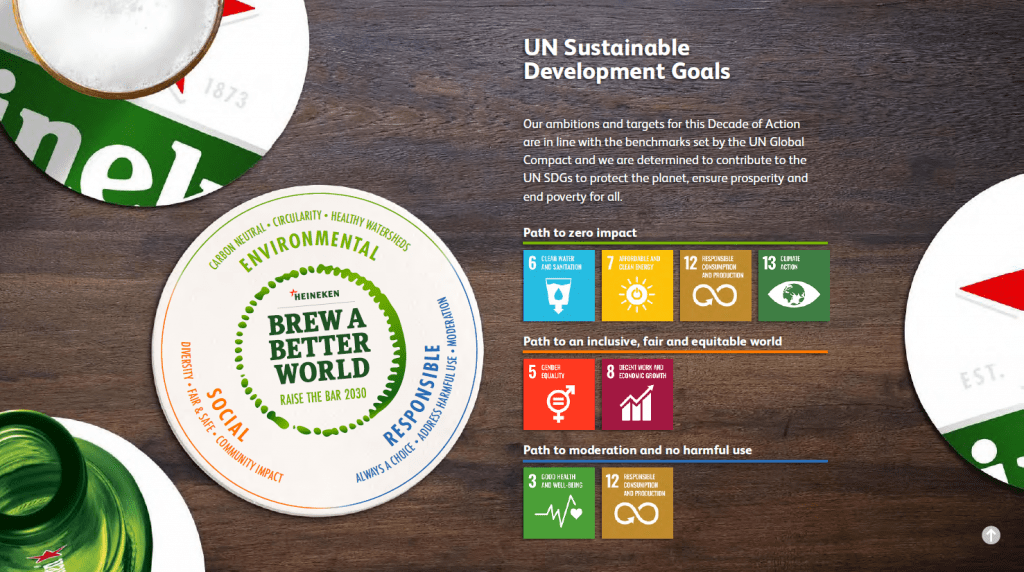 1873
UN Sustainable
Development Goals
Our ambitions and targets for this Decade of Action
are in line with the benchmarks set by the UN Global
Compact and we are determined to contribute to the
UN SDGs to protect the planet, ensure prosperity and
end poverty for all.
CARBON NEUTRAL • CIRCULARITY • HEALTHY WATERSHEDS
ENVIRONMENTAL
HEINEKEN
BREW A
BETTER
WORLD
RAISE THE BAR 2030
SOCIAL
DIVERSITY • FAIR & SAFE • COMMUNITY IMPACT
RESPONSIBLE
ALWAYS A CHOICE • ADDRESS HARMFUL USE • MODERATION
Path to zero impact
6 CLEAN WATER
AND SANITATION
7 AFFORDABLE AND
CLEAN ENERGY
12 RESPONSIBLE
CONSUMPTION
AND PRODUCTION
13 CLIMATE
ACTION
Path to an inclusive, fair and equitable world
5 GENDER
EQUALITY
8 DECENT WORK AND
ECONOMIC GROWTH
Path to moderation and no harmful use
3 GOOD HEALTH
AND WELL-BEING
12 RESPONSIBLE
CONSUMPTION
AND PRODUCTION
EST.